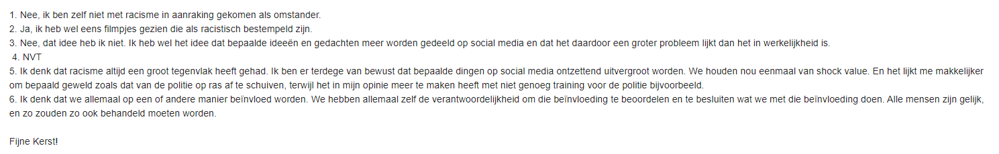 1. Nee, ik ben zelf niet met racisme in aanraking gekomen als omstander.
2. Ja, ik heb wel eens filmpjes gezien die als racistisch bestempeld zijn.
3. Nee, dat idee heb ik niet. Ik heb wel het idee dat bepaalde ideeën en gedachten meer worden gedeeld op social media en dat het daardoor een groter probleem lijkt dan het in werkelijkheid is.
4. NVT
5. Ik denk dat racisme altijd een groot tegenvlak heeft gehad. Ik ben er terdege van bewust dat bepaalde dingen op social media ontzettend uitvergroot worden. We houden nou eenmaal van shock value. En het lijkt me makkelijker
om bepaald geweld zoals dat van de politie op ras af te schuiven, terwijl het in mijn opinie meer te maken heeft met niet genoeg training voor de politie bijvoorbeeld.
6. Ik denk dat we allemaal op een of andere manier beïnvloed worden. We hebben allemaal zelf de verantwoordelijkheid om die beïnvloeding te beoordelen en te besluiten wat we met die beïnvloeding doen. Alle mensen zijn gelijk,
en zo zouden zo ook behandeld moeten worden.
Fijne Kerst!